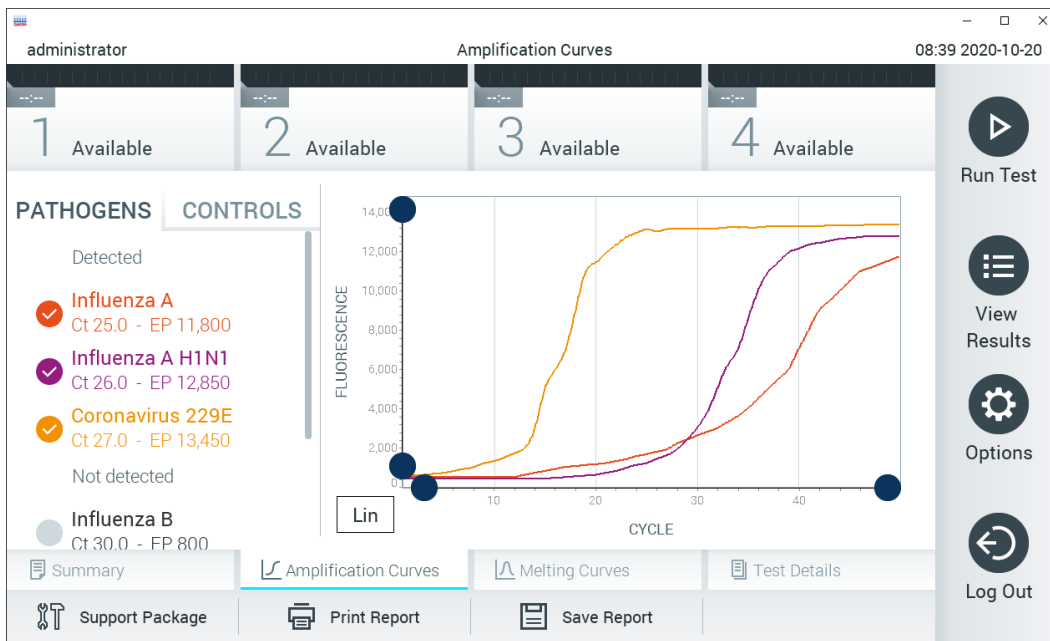 administrator
Amplification Curves
08:39 2020-10-20
--:--
1 Available
--:--
2 Available
--:--
3 Available
--:--
4 Available
Run Test
View
Results
Options
Log Out
PATHOGENS
CONTROLS
Detected
Influenza A
Ct 25.0 - EP 11,800
Influenza A H1N1
Ct 26.0 - EP 12,850
Coronavirus 229E
Ct 27.0 - EP 13,450
Not detected
Influenza B
Ct 30.0 - EP 800
FLUORESCENCE
14,00
12,000
10,000
8,000
6,000
4,000
2,000
0
10
20
30
40
CYCLE
Lin
Summary
Amplification Curves
Melting Curves
Test Details
Support Package
Print Report
Save Report